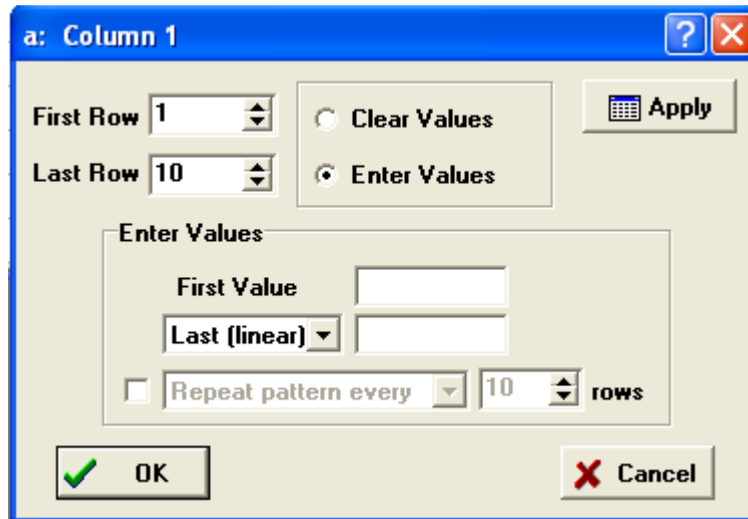 a: Column 1
First Row 1
Clear Values
Apply
Last Row 10
Enter Values
Enter Values
First Value
Last (linear)
Repeat pattern every 10 rows
OK
Cancel